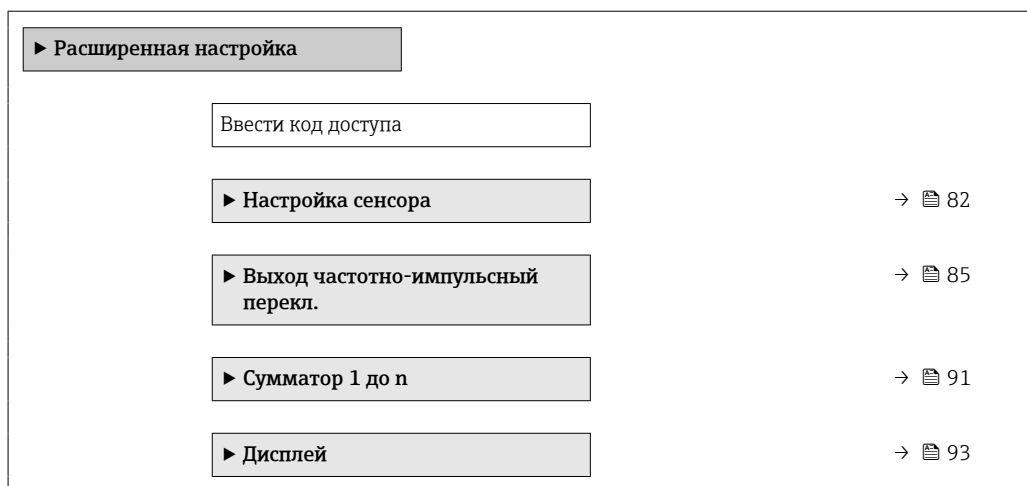 ► Расширенная настройка
Ввести код доступа
► Настройка сенсора → 82
► Выход частотно-импульсный → 85
перекл.
► Сумматор 1 до n → 91
► Дисплей → 93